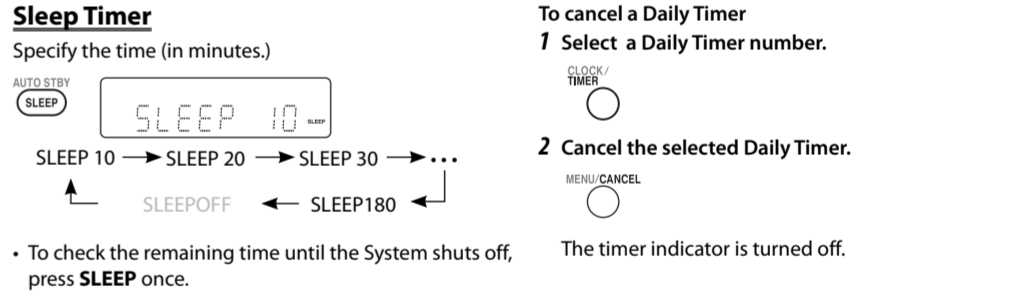 Sleep Timer
Specify the time (in minutes.)
AUTO STBY
SLEEP
SLEEP 10 SLEEP
SLEEP 10 SLEEP 20 SLEEP 30 ...
SLEEPOFF SLEEP180
• To check the remaining time until the System shuts off,
press SLEEP once.
To cancel a Daily Timer
1 Select a Daily Timer number.
CLOCK/
TIMER
2 Cancel the selected Daily Timer.
MENU/CANCEL
The timer indicator is turned off.